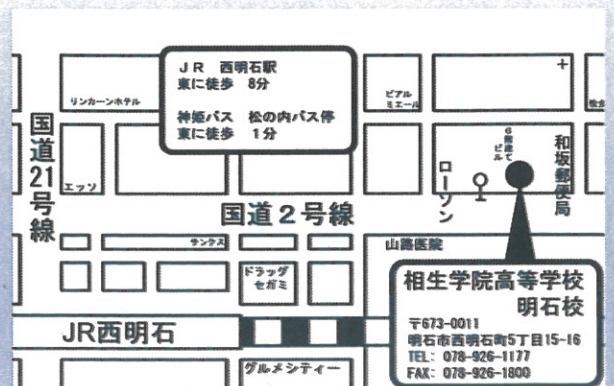 JR 西明石駅
東に徒歩 8分
神姫バス 松の内バス停
東に徒歩 1分
リンカーンホテル
ピアル
ミエール
+
教会
国道21号線
エッソ
6階建て
ビル
ローソン
和坂郵便局
国道2号線
サンクス
山路医院
ドラッグ
セガミ
相生学院高等学校
明石校
〒673-0011
明石市西明石町5丁目15-16
TEL: 078-926-1177
FAX: 078-926-1800
JR西明石
グルメシティー